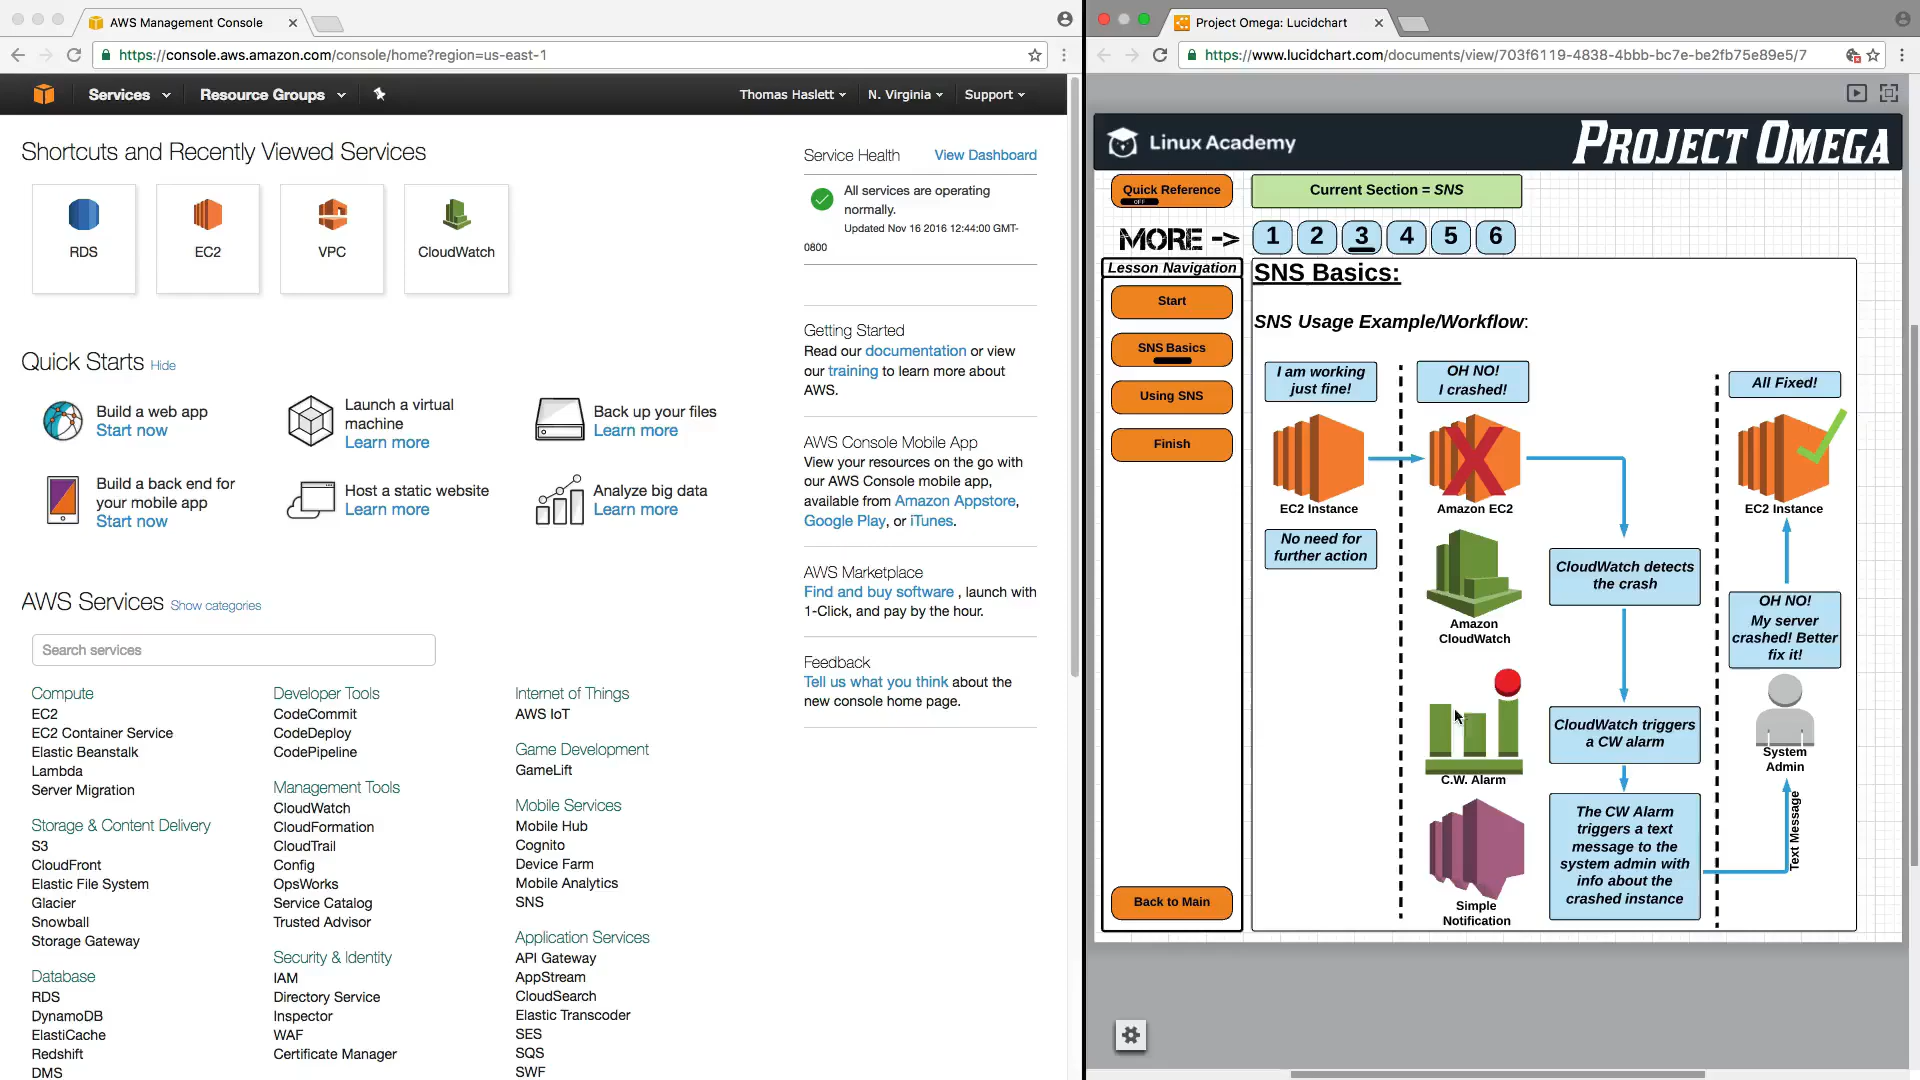 AWS Management Console
https://console.aws.amazon.com/console/home?region=us-east-1
Services
Resource Groups
Thomas Haslett
N. Virginia
Support
Shortcuts and Recently Viewed Services
RDS
EC2
VPC
CloudWatch
Quick Starts Hide
Build a web app
Start now
Launch a virtual
machine
Learn more
Back up your files
Learn more
Build a back end for
your mobile app
Start now
Host a static website
Learn more
Analyze big data
Learn more
AWS Services Show categories
Search services
Compute
EC2
EC2 Container Service
Elastic Beanstalk
Lambda
Server Migration
Storage & Content Delivery
S3
CloudFront
Elastic File System
Glacier
Snowball
Storage Gateway
Database
RDS
DynamoDB
ElastiCache
Redshift
DMS
Developer Tools
CodeCommit
CodeDeploy
CodePipeline
Management Tools
CloudWatch
CloudFormation
CloudTrail
Config
OpsWorks
Service Catalog
Trusted Advisor
Security & Identity
IAM
Directory Service
Inspector
WAF
Certificate Manager
Internet of Things
AWS IoT
Game Development
GameLift
Mobile Services
Mobile Hub
Cognito
Device Farm
Mobile Analytics
SNS
Application Services
API Gateway
AppStream
CloudSearch
Elastic Transcoder
SES
SQS
SWF
Service Health
View Dashboard
All services are operating
normally.
Updated Nov 16 2016 12:44:00 GMT-
0800
Getting Started
Read our documentation or view
our training to learn more about
AWS.
AWS Console Mobile App
View your resources on the go with
our AWS Console mobile app,
available from Amazon Appstore,
Google Play, or iTunes.
AWS Marketplace
Find and buy software , launch with
1-Click, and pay by the hour.
Feedback
Tell us what you think about the
new console home page.
Project Omega: Lucidchart
https://www.lucidchart.com/documents/view/703f6119-4838-4bbb-bc7e-be2fb75e89e5/7
Linux Academy
PROJECT OMEGA
Quick Reference
OFF
Current Section = SNS
MORE ->
1
2
3
4
5
6
Lesson Navigation
Start
SNS Basics
Using SNS
Finish
Back to Main
SNS Basics:
SNS Usage Example/Workflow:
I am working
just fine!
EC2 Instance
No need for
further action
OH NO!
I crashed!
Amazon EC2
Amazon
CloudWatch
C.W. Alarm
Simple
Notification
CloudWatch detects
the crash
CloudWatch triggers
a CW alarm
The CW Alarm
triggers a text
message to the
system admin with
info about the
crashed instance
All Fixed!
EC2 Instance
OH NO!
My server
crashed! Better
fix it!
System
Admin
Text Message